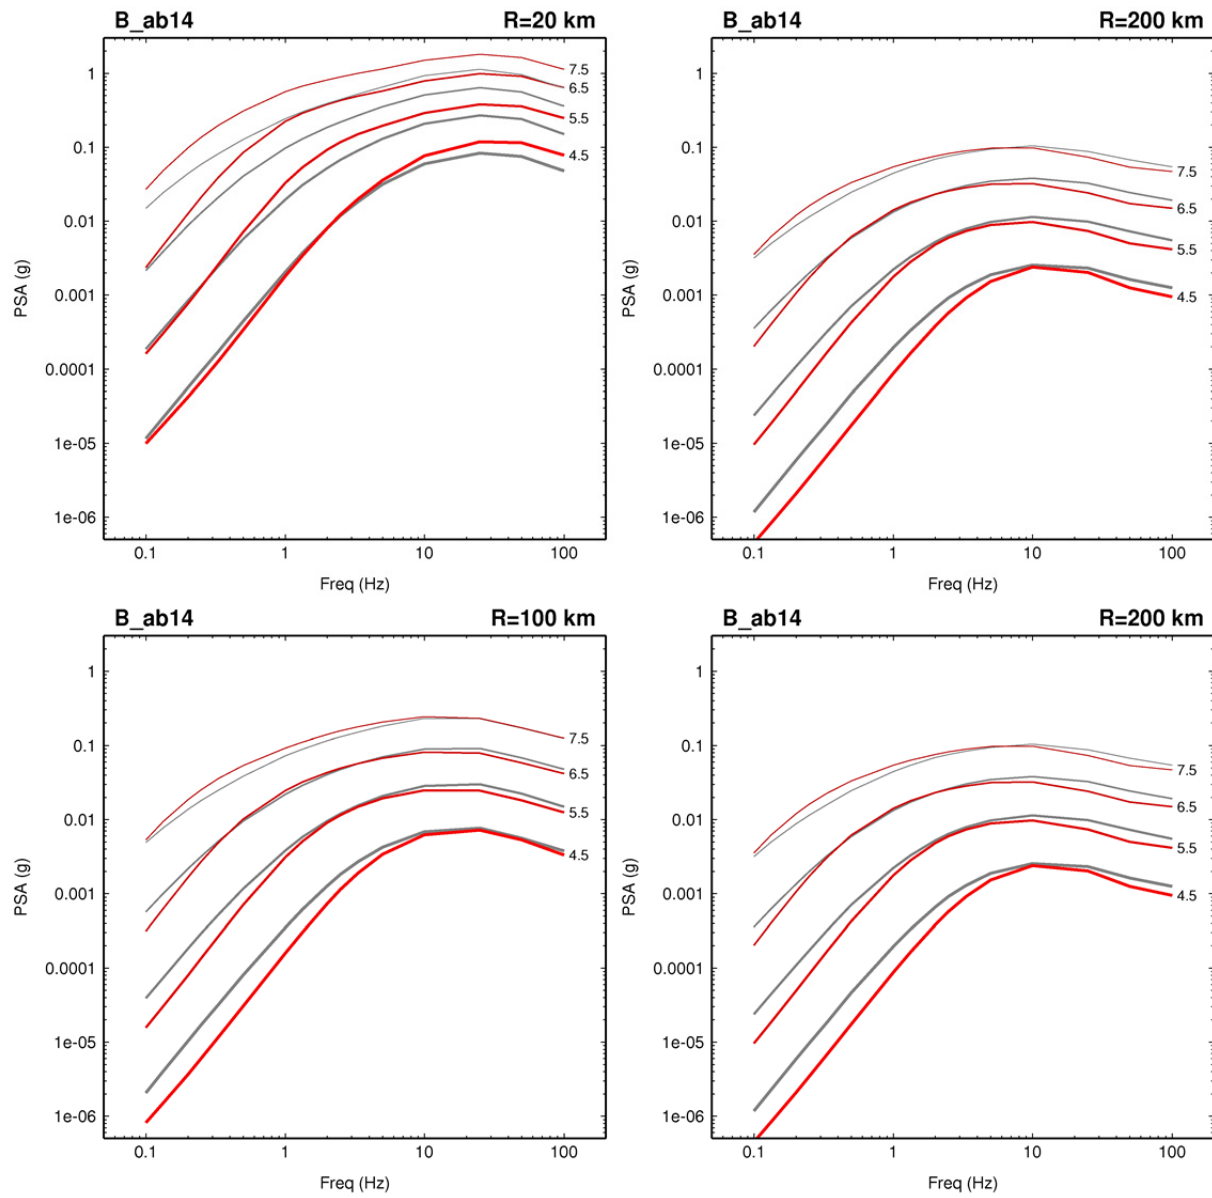 B_ab14 R=20 km
PSA (g)
1
0.1
0.01
0.001
0.0001
1e-05
1e-06
7.5
6.5
5.5
4.5
0.1 1 10 100
Freq (Hz)
B_ab14 R=200 km
PSA (g)
1
0.1
0.01
0.001
0.0001
1e-05
1e-06
7.5
6.5
5.5
4.5
0.1 1 10 100
Freq (Hz)
B_ab14 R=100 km
PSA (g)
1
0.1
0.01
0.001
0.0001
1e-05
1e-06
7.5
6.5
5.5
4.5
0.1 1 10 100
Freq (Hz)
B_ab14 R=200 km
PSA (g)
1
0.1
0.01
0.001
0.0001
1e-05
1e-06
7.5
6.5
5.5
4.5
0.1 1 10 100
Freq (Hz)